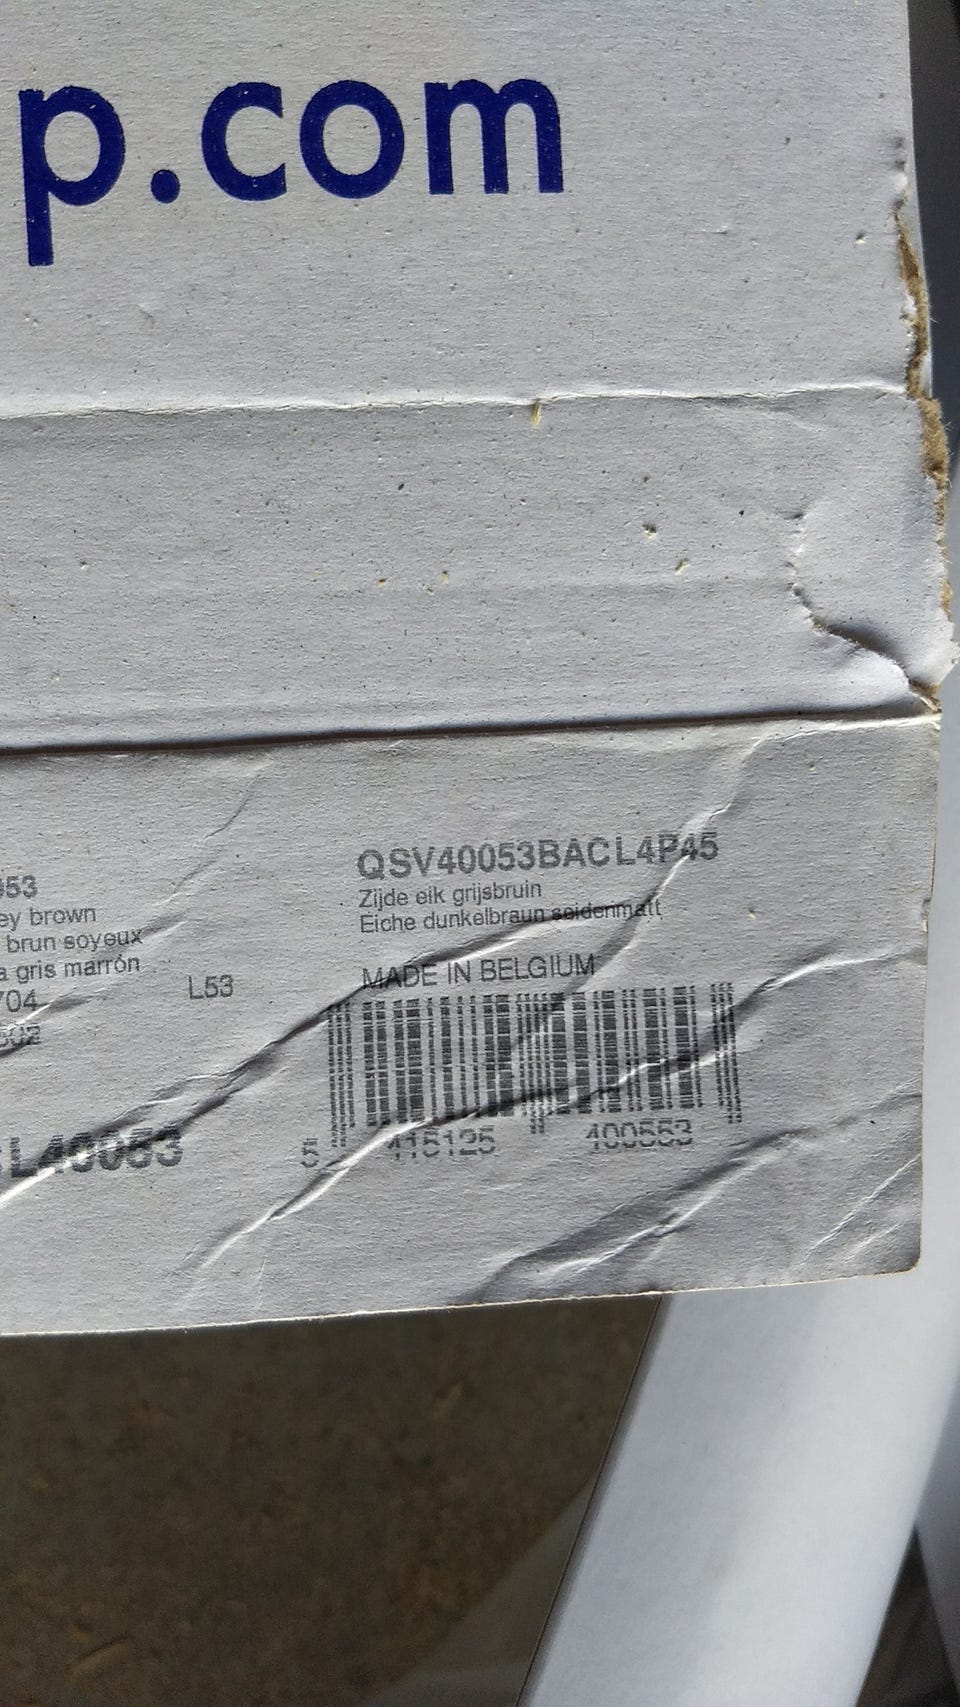 p.com
053
ey brown
brun soyeux
a gris marrón
704
L53
L40053
QSV40053BACL4P45
Zijde eik grijsbruin
Eiche dunkelbraun seidenmatt
MADE IN BELGIUM
5 415125 400553